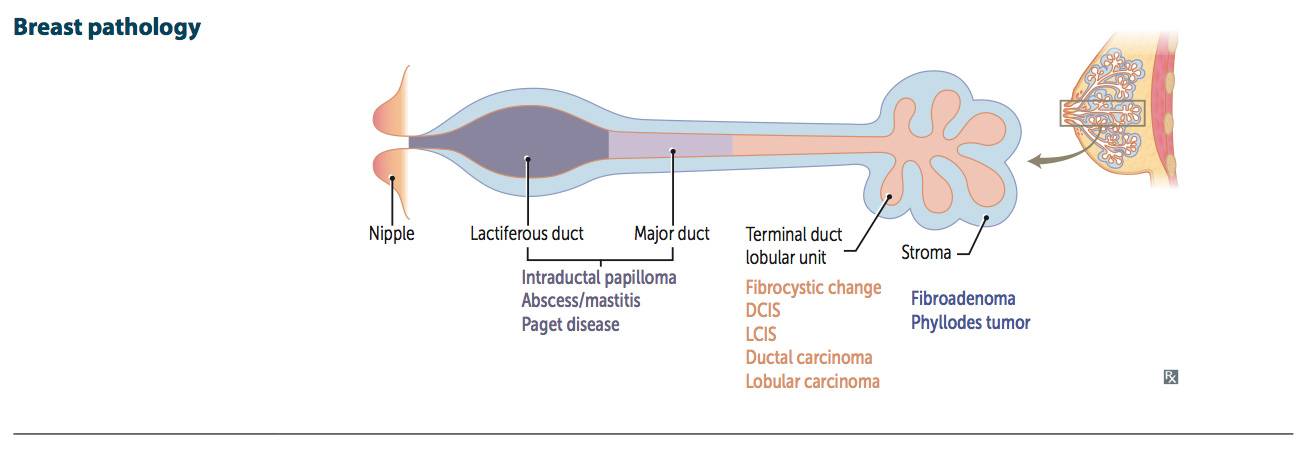 Breast pathology
Nipple
Lactiferous duct
Major duct
Intraductal papilloma
Abscess/mastitis
Paget disease
Terminal duct
lobular unit
Fibrocystic change
DCIS
LCIS
Ductal carcinoma
Lobular carcinoma
Stroma
Fibroadenoma
Phyllodes tumor
Rx